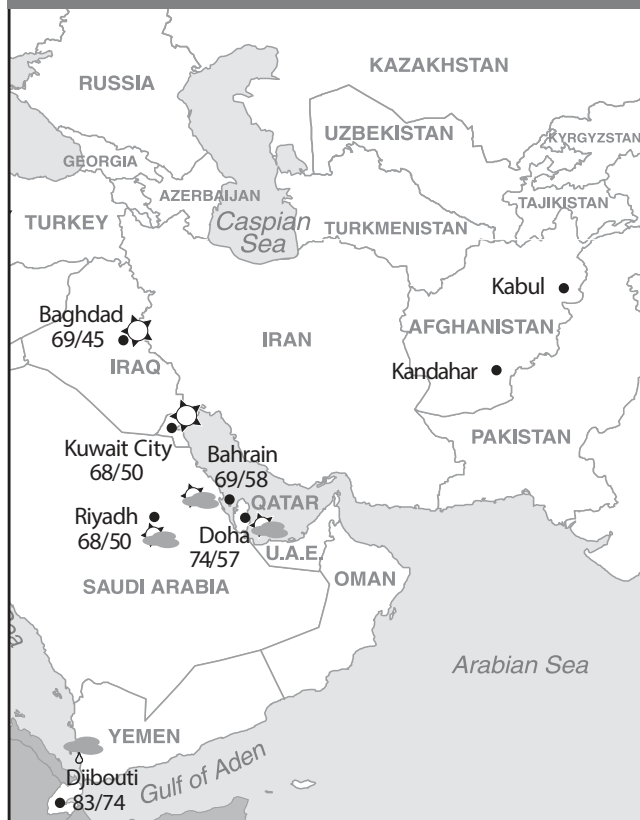 KAZAKHSTAN
RUSSIA
UZBEKISTAN
KYRGYZSTAN
GEORGIA
AZERBAIJAN
TAJIKISTAN
TURKEY
Caspian
Sea
TURKMENISTAN
Kabul
Baghdad
69/45
IRAN
AFGHANISTAN
IRAQ
Kandahar
Kuwait City
68/50
Bahrain
69/58
PAKISTAN
QATAR
Riyadh
68/50
Doha
74/57
U.A.E.
OMAN
SAUDI ARABIA
Arabian Sea
YEMEN
Djibouti
83/74
Gulf of Aden